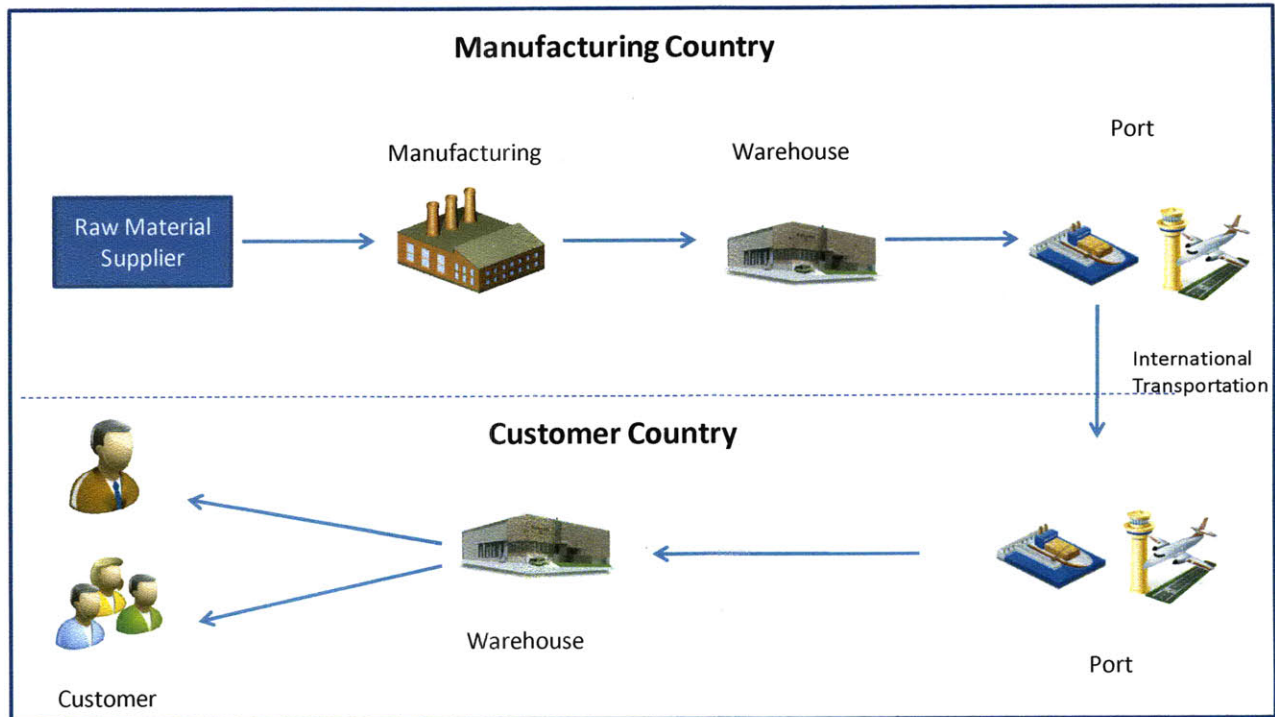 Manufacturing Country
Port
Manufacturing
Warehouse
Raw Material
Supplier
International
Transportation
Customer Country
Warehouse
Port
Customer